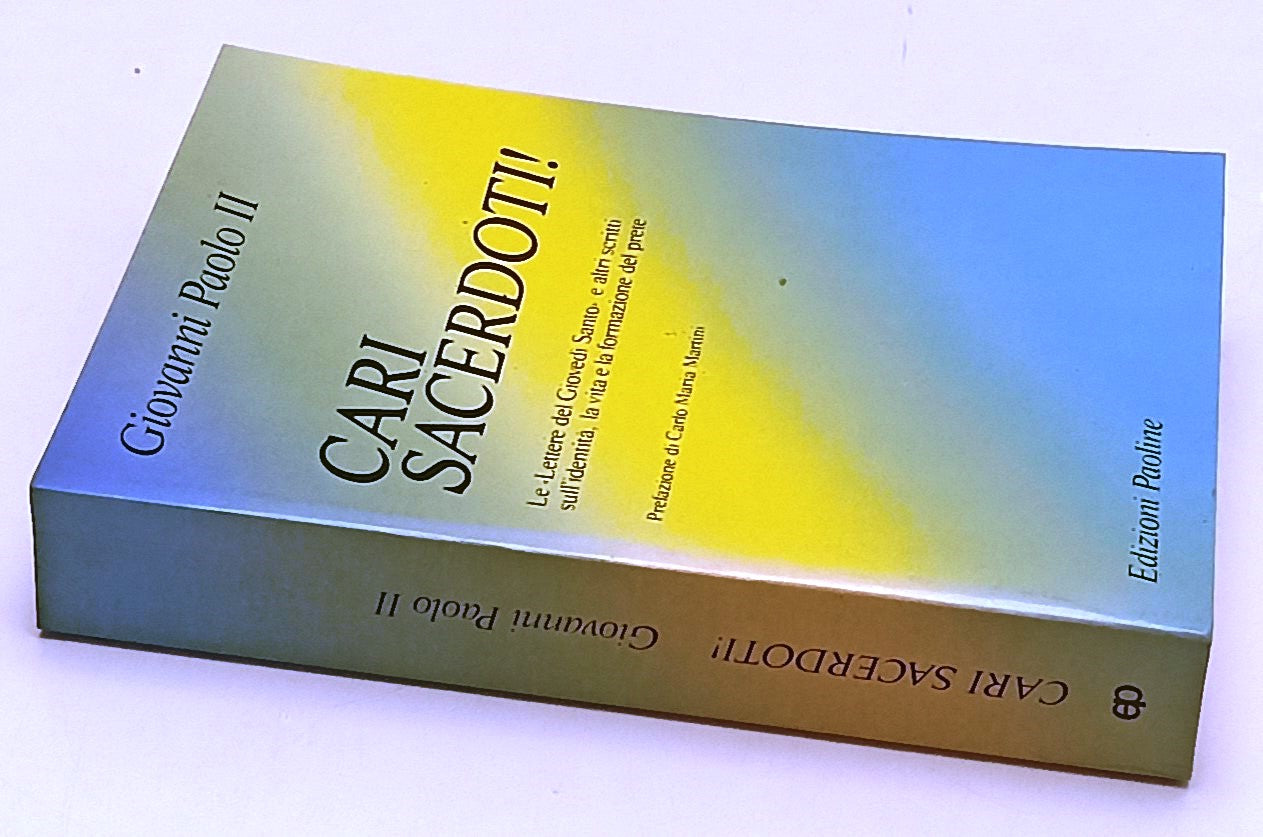 Giovanni Paolo II
CARI
SACERDOTI!
Le «Lettere del Giovedì Santo» e altri scritti
sull'identità, la vita e la formazione del prete
Prefazione di Carlo Maria Martini
Edizioni Paoline
ep
CARI SACERDOTI!
Giovanni Paolo II